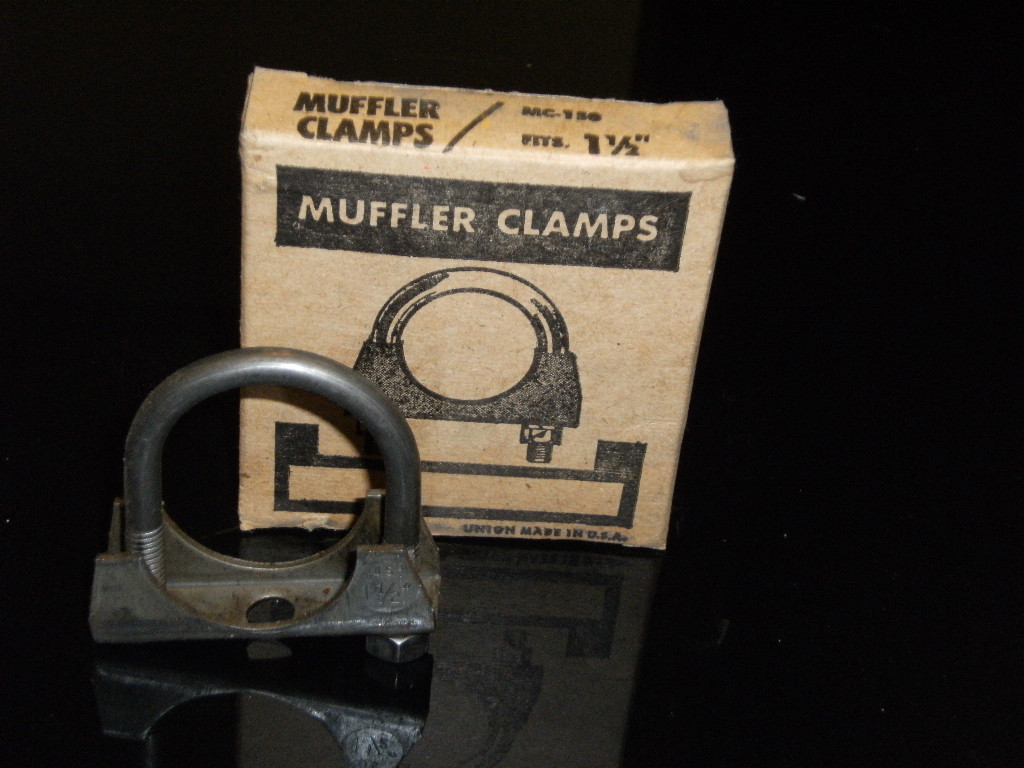 MUFFLER CLAMPS / MC-150 FITS. 1½"
MUFFLER CLAMPS
UNION MADE IN U.S.A.
1½"